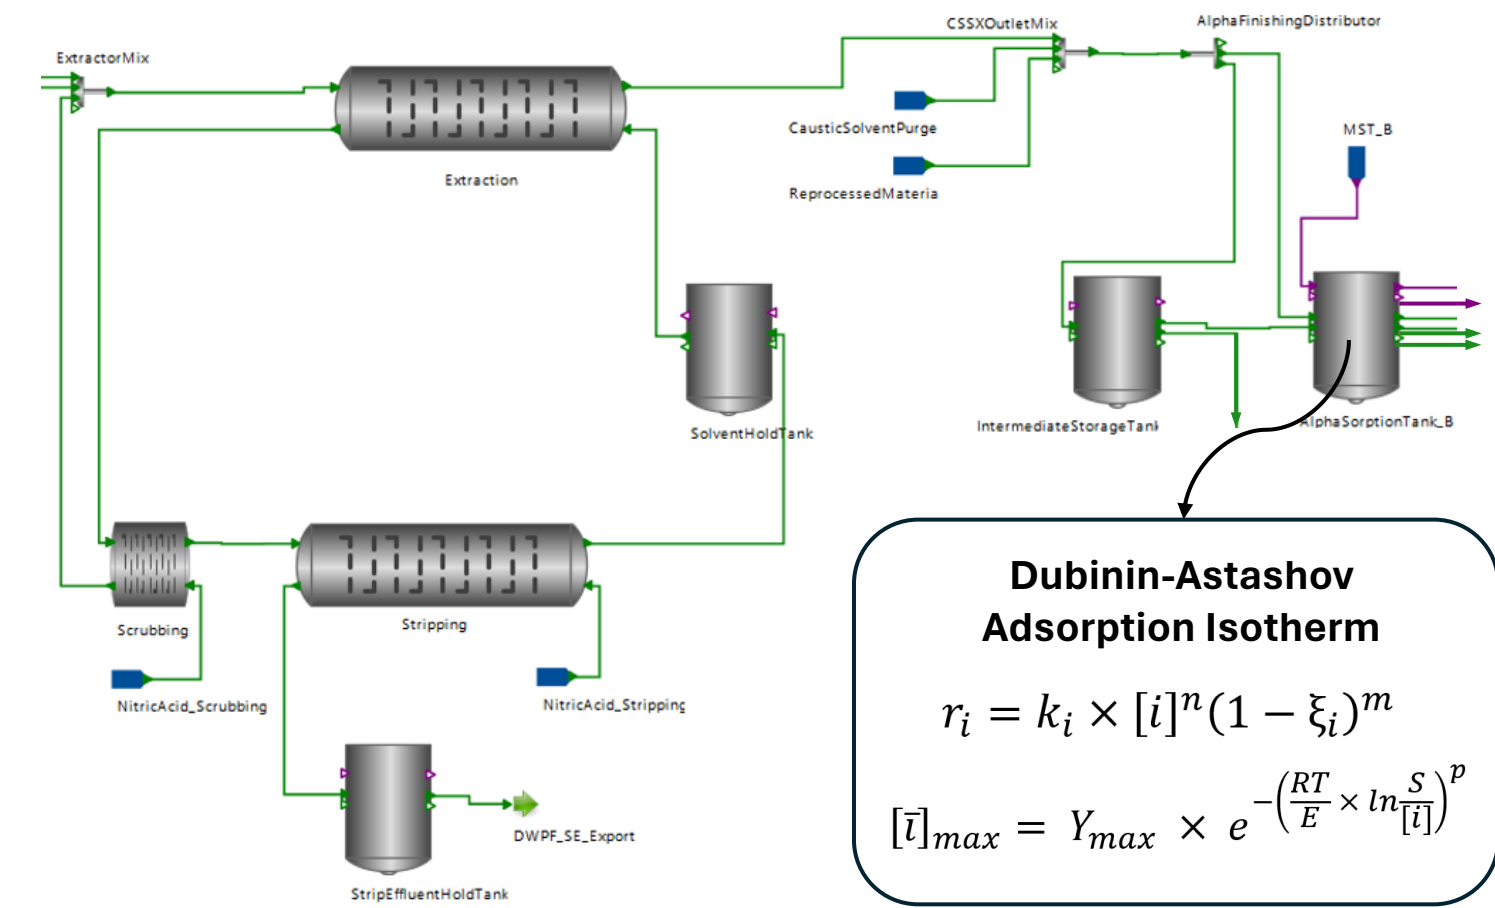 CSSXOutletMix
AlphaFinishingDistributor
ExtractorMix
CausticSolventPurge
MST_B
Extraction
ReprocessedMateria
SolventHoldTank
IntermediateStorageTank
AlphaSorptionTank_B
Scrubbing
Stripping
NitricAcid_Scrubbing
NitricAcid_Stripping
DWPF_SE_Export
StripEffluentHoldTank
Dubinin-Astashov
Adsorption Isotherm
r_i = k_i × [i]^n (1 − ξ_i)^m
[ī]_max = Y_max × e^{−(RT/E × ln S/[i])^p}